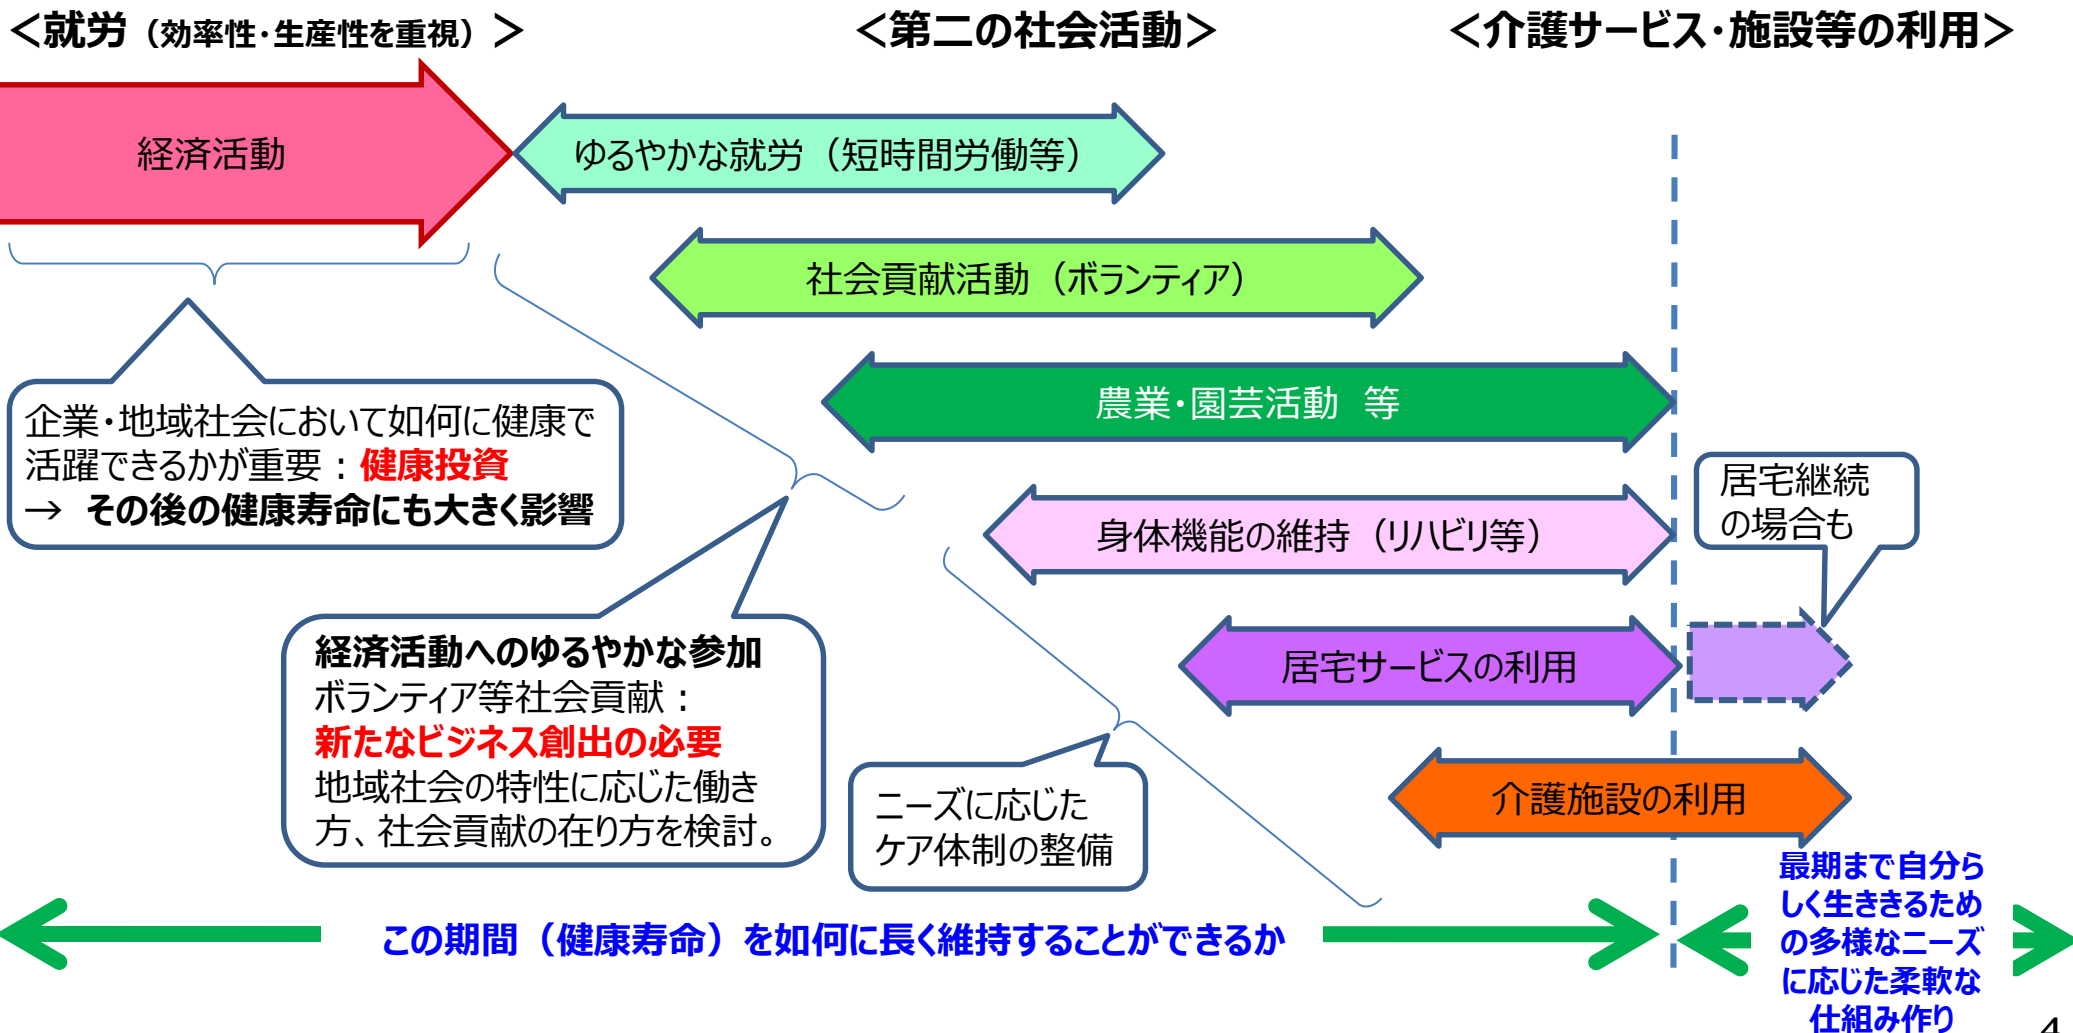 ＜就労（効率性・生産性を重視）＞
＜第二の社会活動＞
＜介護サービス・施設等の利用＞
経済活動
ゆるやかな就労（短時間労働等）
社会貢献活動（ボランティア）
農業・園芸活動　等
身体機能の維持（リハビリ等）
居宅サービスの利用
介護施設の利用
企業・地域社会において如何に健康で
活躍できるかが重要：健康投資
→ その後の健康寿命にも大きく影響
経済活動へのゆるやかな参加
ボランティア等社会貢献：
新たなビジネス創出の必要
地域社会の特性に応じた働き
方、社会貢献の在り方を検討。
ニーズに応じた
ケア体制の整備
居宅継続
の場合も
この期間（健康寿命）を如何に長く維持することができるか
最期まで自分ら
しく生ききるため
の多様なニーズ
に応じた柔軟な
仕組み作り
4